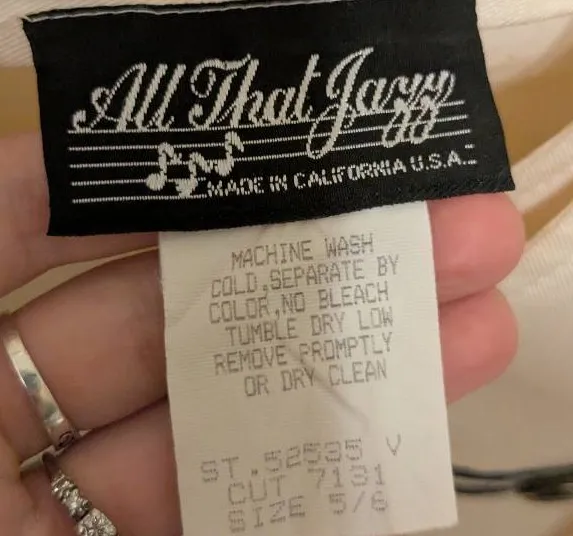 All That Jazz
MADE IN CALIFORNIA U.S.A.
MACHINE WASH
COLD,SEPARATE BY
COLOR,NO BLEACH
TUMBLE DRY LOW
REMOVE PROMPTLY
OR DRY CLEAN
ST.52535 V
CUT 7131
SIZE 5/6